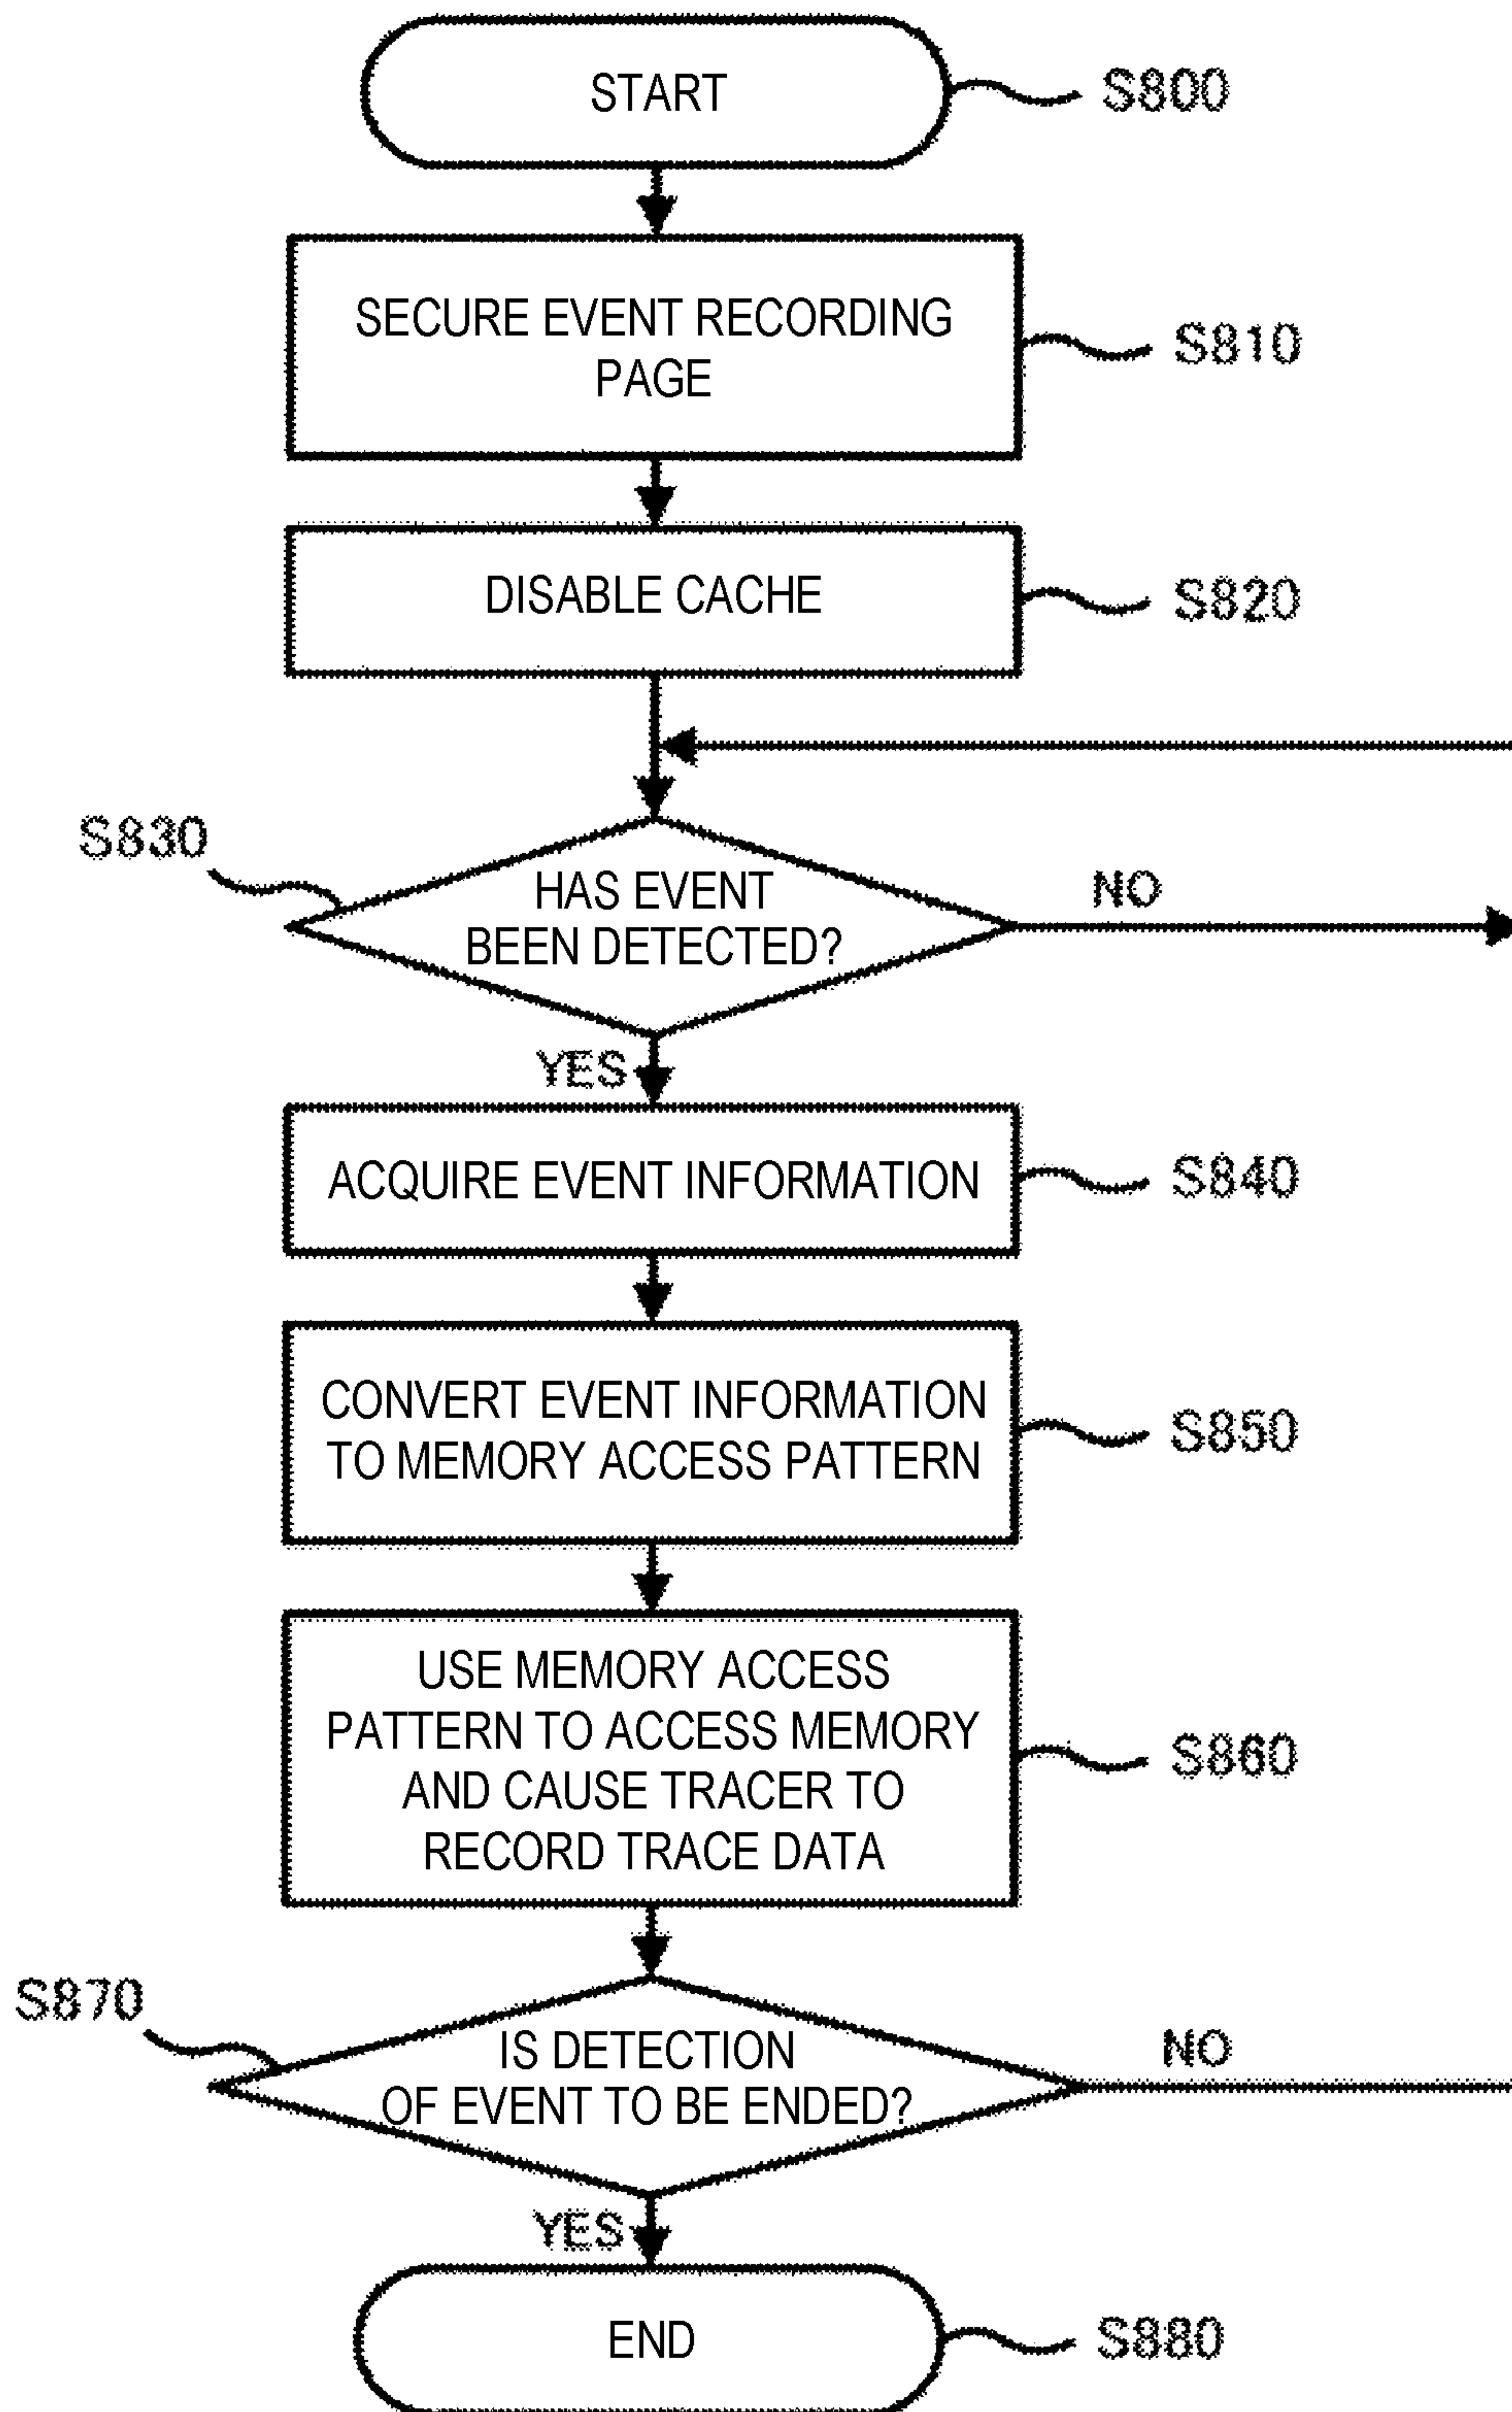 START
S800
SECURE EVENT RECORDING
PAGE
S810
DISABLE CACHE
S820
S830
HAS EVENT
BEEN DETECTED?
NO
YES
ACQUIRE EVENT INFORMATION
S840
CONVERT EVENT INFORMATION
TO MEMORY ACCESS PATTERN
S850
USE MEMORY ACCESS
PATTERN TO ACCESS MEMORY
AND CAUSE TRACER TO
RECORD TRACE DATA
S860
S870
IS DETECTION
OF EVENT TO BE ENDED?
NO
YES
END
S880